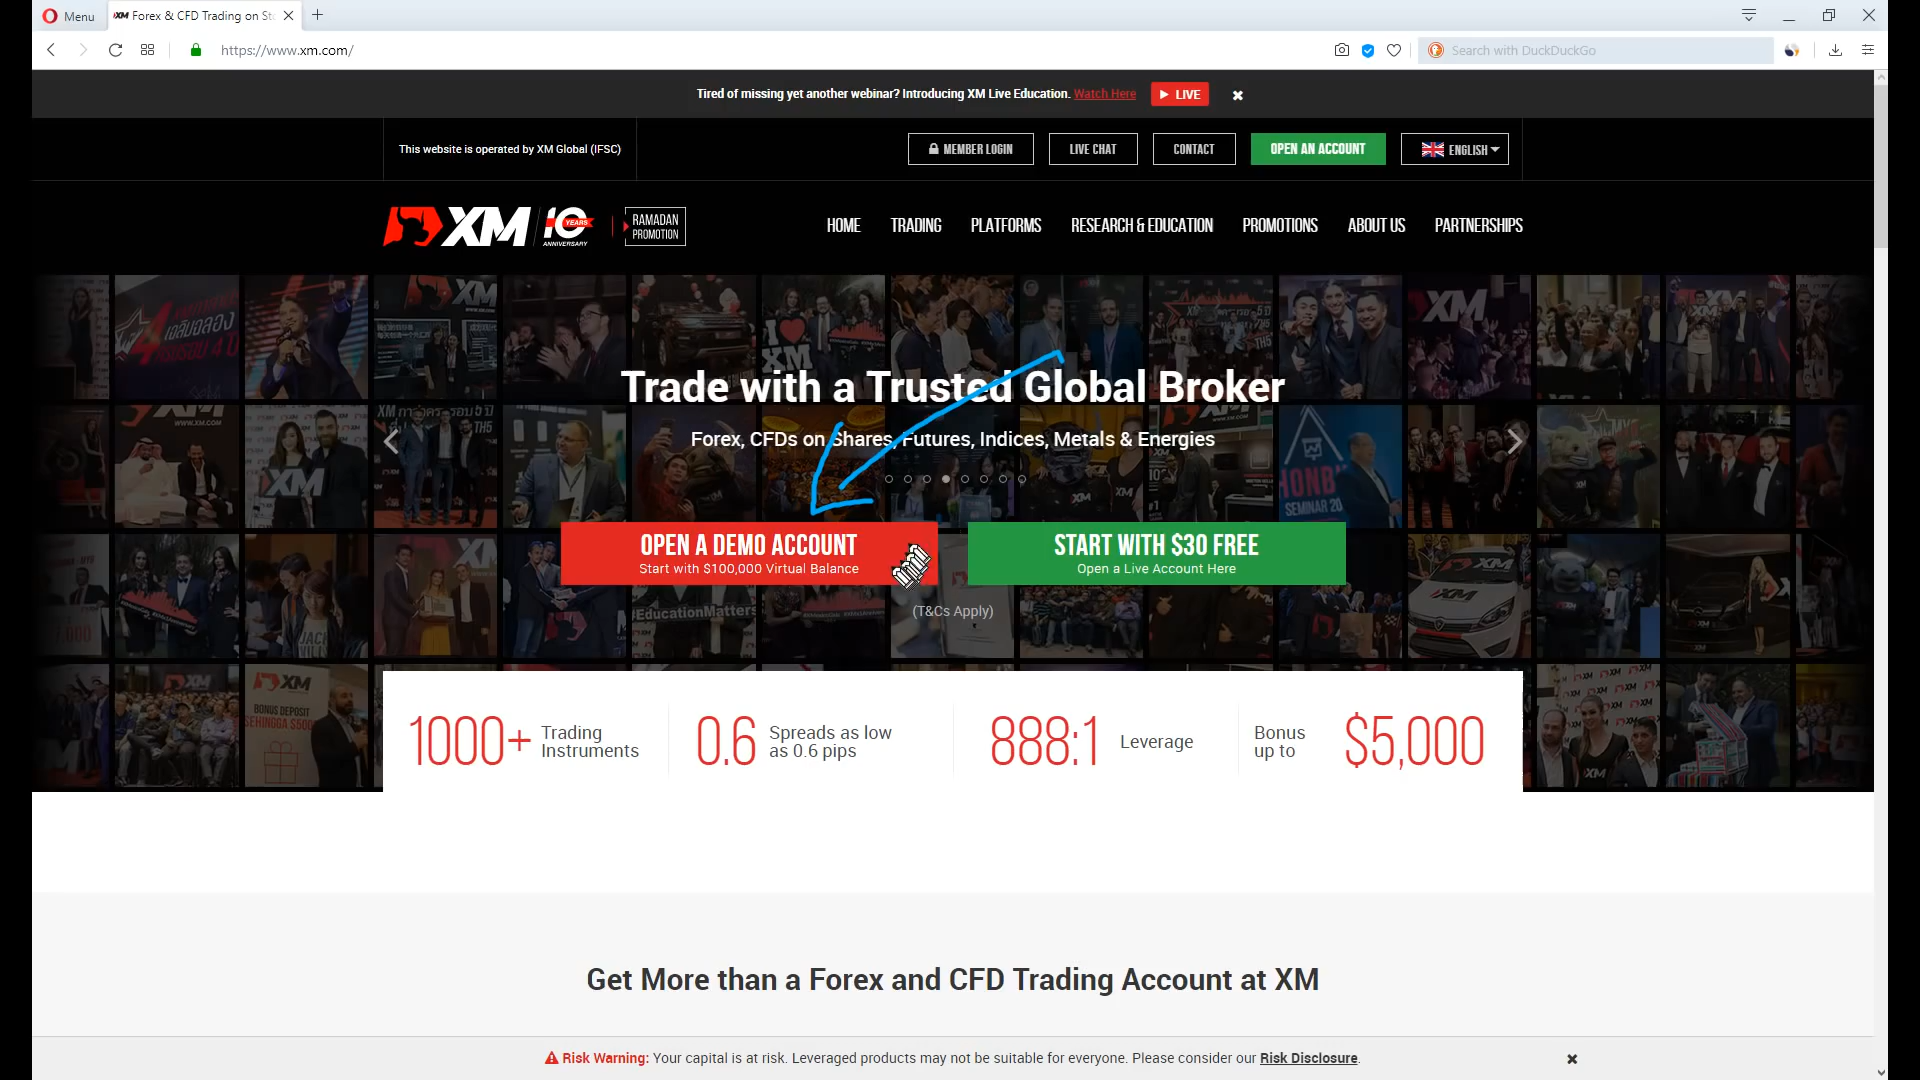 Menu
XM Forex & CFD Trading on Sto
https://www.xm.com/
Search with DuckDuckGo
Tired of missing yet another webinar? Introducing XM Live Education. Watch Here LIVE
This website is operated by XM Global (IFSC)
MEMBER LOGIN
LIVE CHAT
CONTACT
OPEN AN ACCOUNT
ENGLISH
XM 10 YEARS ANNIVERSARY
RAMADAN
PROMOTION
HOME TRADING PLATFORMS RESEARCH & EDUCATION PROMOTIONS ABOUT US PARTNERSHIPS
Trade with a Trusted Global Broker
Forex, CFDs on Shares, Futures, Indices, Metals & Energies
OPEN A DEMO ACCOUNT
Start with $100,000 Virtual Balance
START WITH $30 FREE
Open a Live Account Here
(T&Cs Apply)
#EducationMatters
1000+ Trading
Instruments
0.6 Spreads as low
as 0.6 pips
888:1 Leverage
Bonus
up to
$5,000
Get More than a Forex and CFD Trading Account at XM
Risk Warning: Your capital is at risk. Leveraged products may not be suitable for everyone. Please consider our Risk Disclosure.